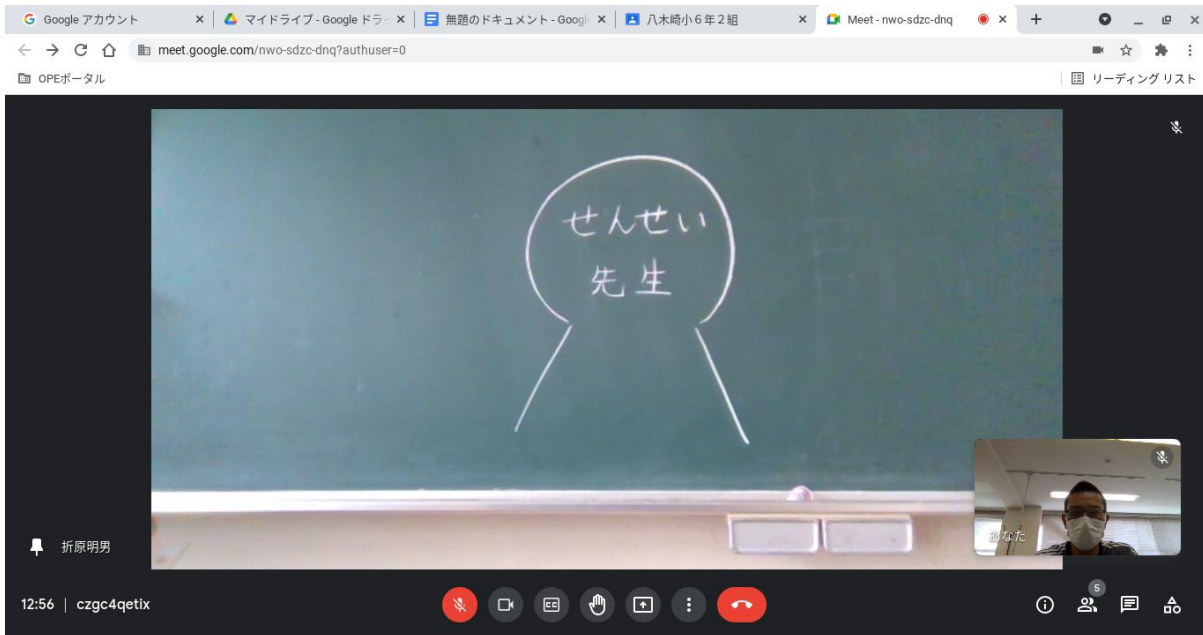 Google アカウント
マイドライブ - Google ドラ
無題のドキュメント - Googl
八木崎小６年２組
Meet - nwo-sdzc-dnq
meet.google.com/nwo-sdzc-dnq?authuser=0
OPEポータル
リーディング リスト
せんせい
先生
あなた
折原明男
5
12:56 | czgc4qetix
CC